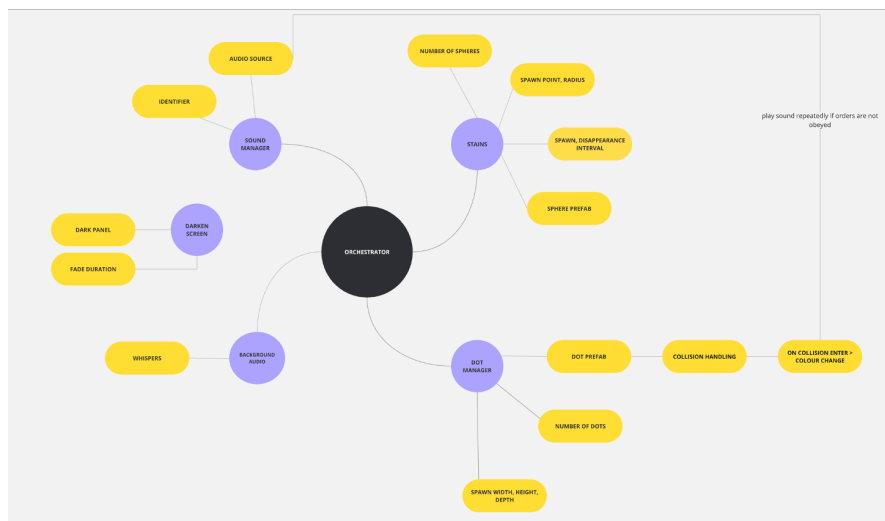 NUMBER OF SPHERES
AUDIO SOURCE
SPAWN POINT, RADIUS
IDENTIFIER
play sound repeatedly if orders are not
obeyed
SOUND
MANAGER
STAINS
SPAWN, DISAPPEARANCE
INTERVAL
SPHERE PREFAB
DARK PANEL
DARKEN
SCREEN
FADE DURATION
ORCHESTRATOR
WHISPERS
BACKGROUND
AUDIO
DOT
MANAGER
DOT PREFAB
COLLISION HANDLING
ON COLLISION ENTER >
COLOUR CHANGE
NUMBER OF DOTS
SPAWN WIDTH, HEIGHT,
DEPTH